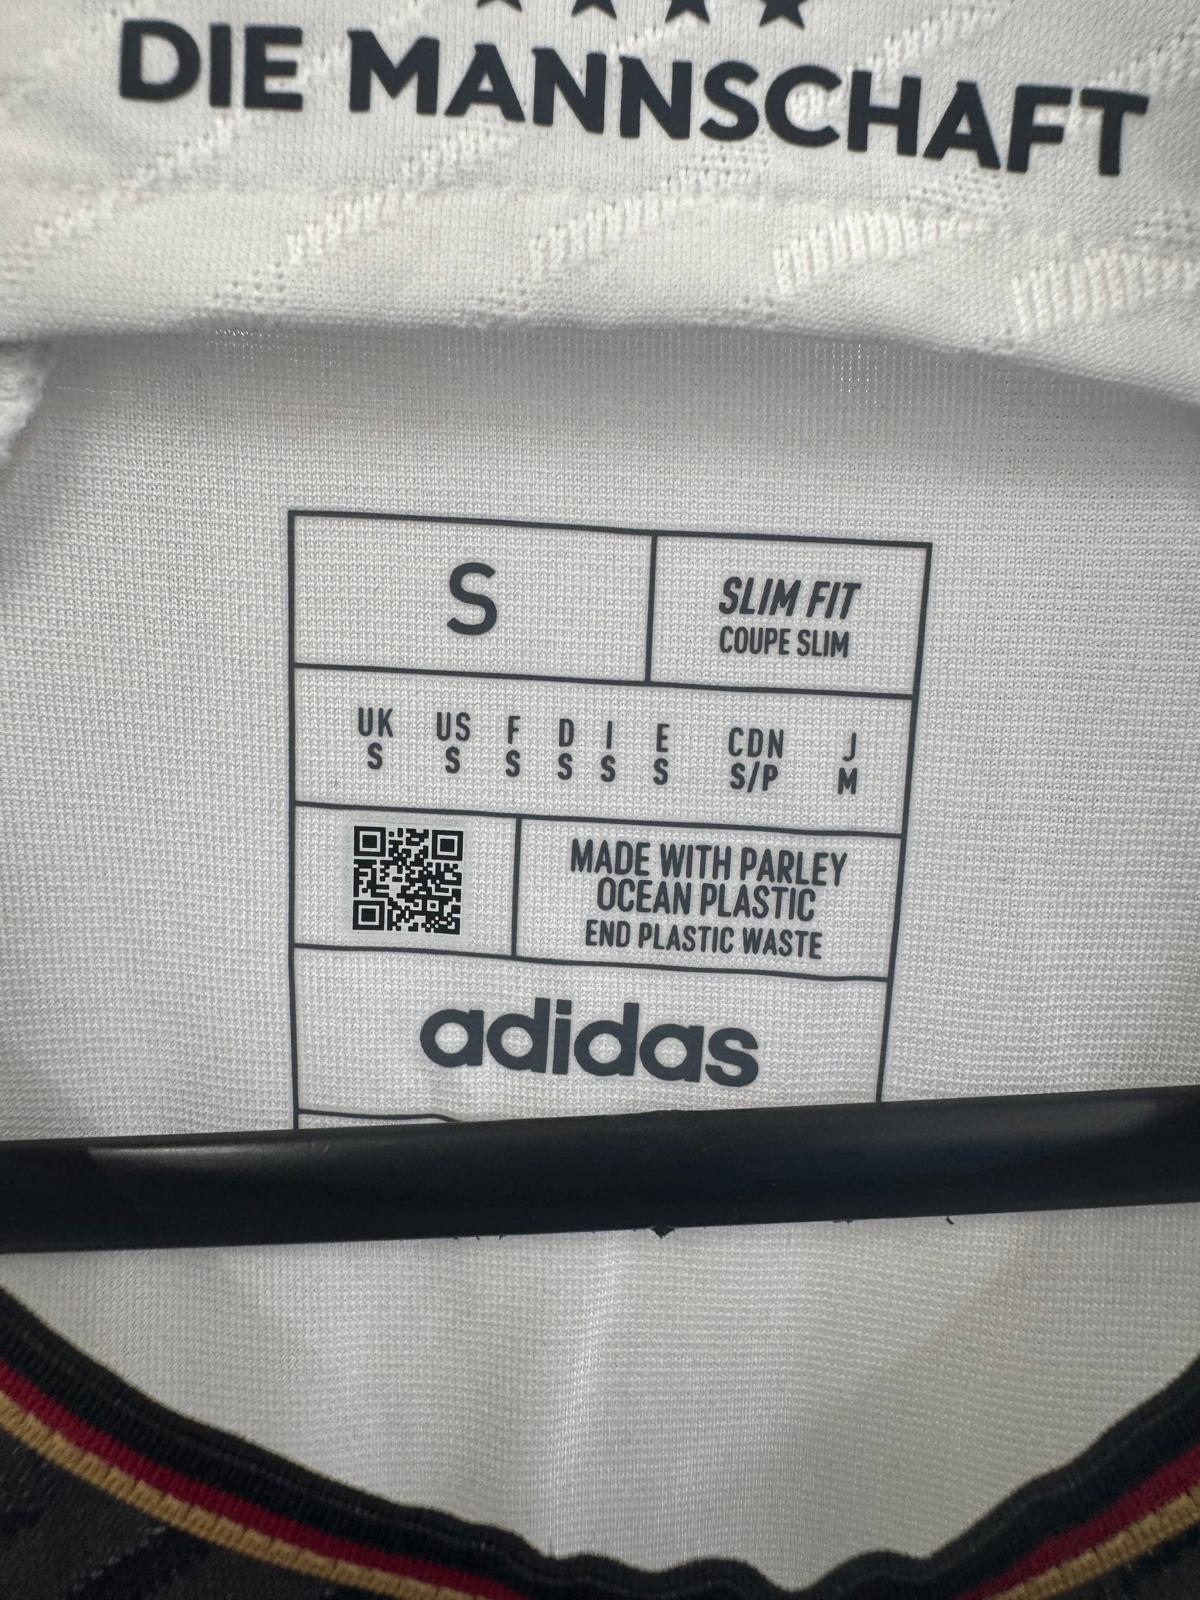 DIE MANNSCHAFT
S
SLIM FIT
COUPE SLIM
UK US F D I E CDN J
S S S S S S S/P M
MADE WITH PARLEY
OCEAN PLASTIC
END PLASTIC WASTE
adidas